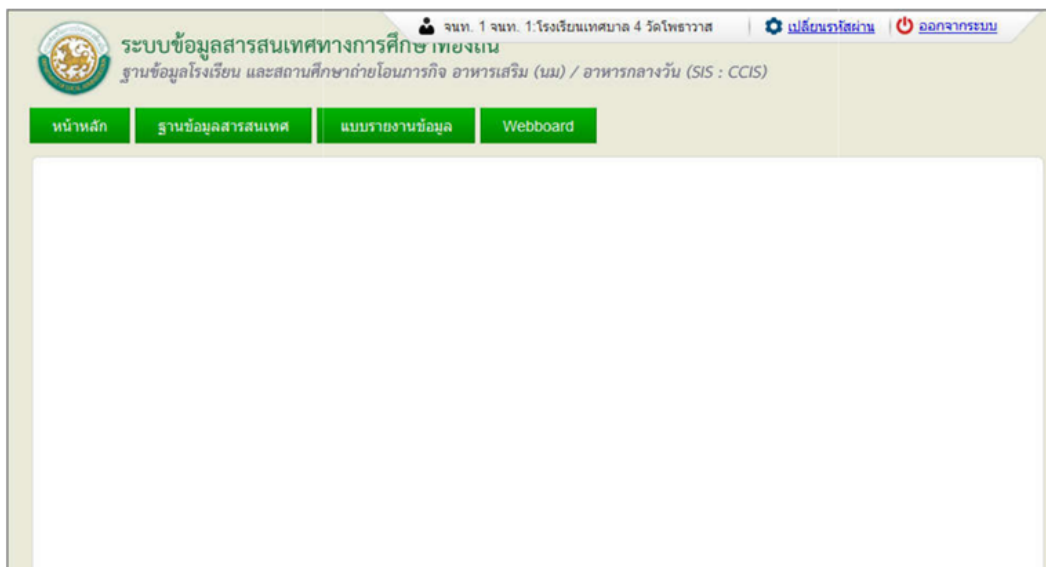 จนท. 1 จนท. 1:โรงเรียนเทศบาล 4 วัดโพธาวาส เปลี่ยนรหัสผ่าน ออกจากระบบ
ระบบข้อมูลสารสนเทศทางการศึกษาท้องถิ่น
ฐานข้อมูลโรงเรียน และสถานศึกษาถ่ายโอนภารกิจ อาหารเสริม (นม) / อาหารกลางวัน (SIS : CCIS)
หน้าหลัก ฐานข้อมูลสารสนเทศ แบบรายงานข้อมูล Webboard